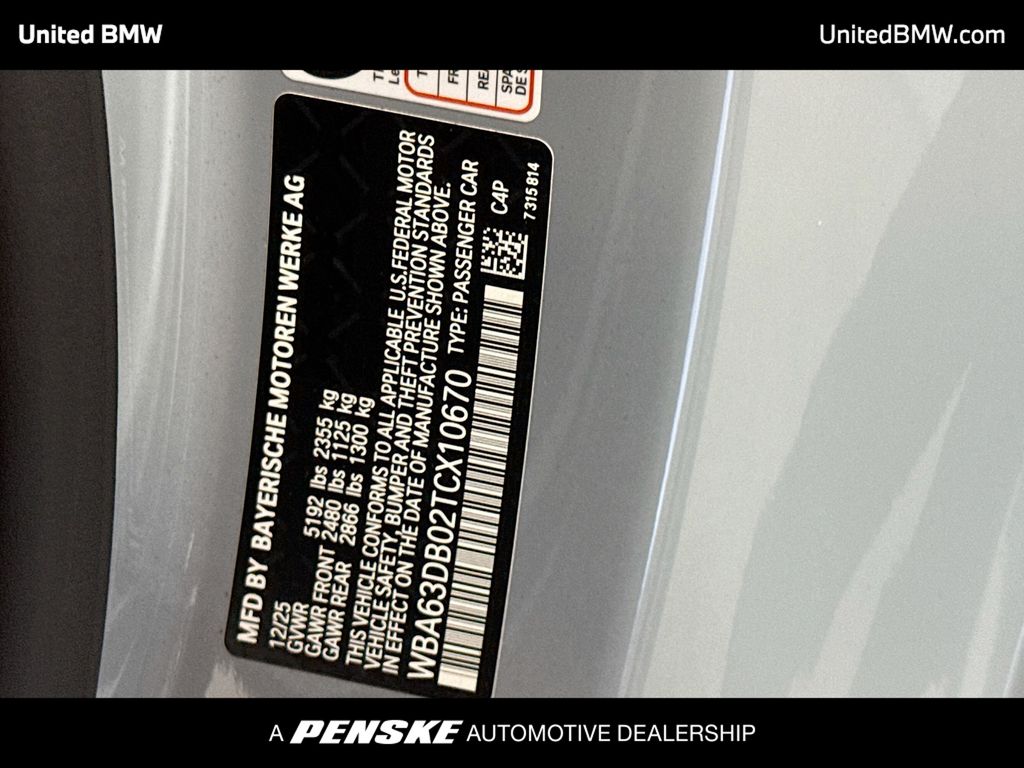 United BMW
UnitedBMW.com
MFD BY BAYERISCHE MOTOREN WERKE AG
12/25
GVWR 5192 lbs 2355 kg
GAWR FRONT 2480 lbs 1125 kg
GAWR REAR 2866 lbs 1300 kg
THIS VEHICLE CONFORMS TO ALL APPLICABLE U.S. FEDERAL MOTOR
VEHICLE SAFETY, BUMPER AND THEFT PREVENTION STANDARDS
IN EFFECT ON THE DATE OF MANUFACTURE SHOWN ABOVE.
WBA63DB02TCX10670 TYPE: PASSENGER CAR
C4P
7315814
A PENSKE AUTOMOTIVE DEALERSHIP